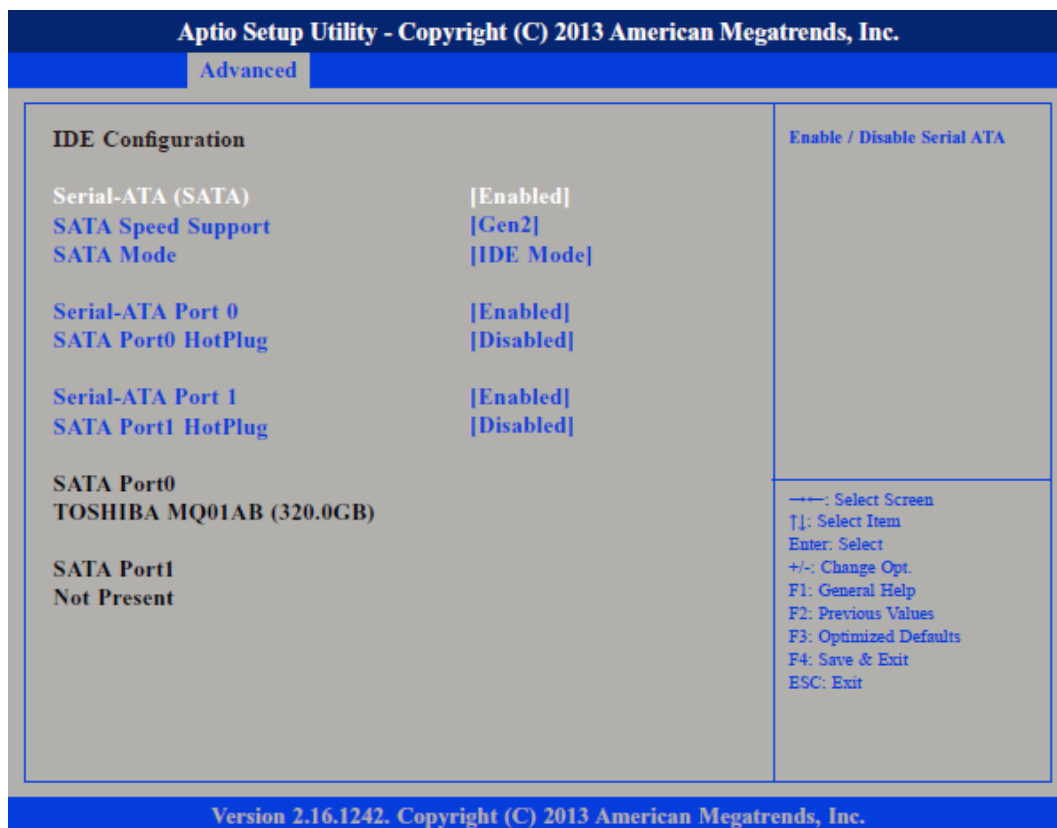 Aptio Setup Utility - Copyright (C) 2013 American Megatrends, Inc.
Advanced
IDE Configuration
Serial-ATA (SATA) [Enabled]
SATA Speed Support [Gen2]
SATA Mode [IDE Mode]
Serial-ATA Port 0 [Enabled]
SATA Port0 HotPlug [Disabled]
Serial-ATA Port 1 [Enabled]
SATA Port1 HotPlug [Disabled]
SATA Port0
TOSHIBA MQ01AB (320.0GB)
SATA Port1
Not Present
Enable / Disable Serial ATA
→←: Select Screen
↑↓: Select Item
Enter: Select
+/-: Change Opt.
F1: General Help
F2: Previous Values
F3: Optimized Defaults
F4: Save & Exit
ESC: Exit
Version 2.16.1242. Copyright (C) 2013 American Megatrends, Inc.